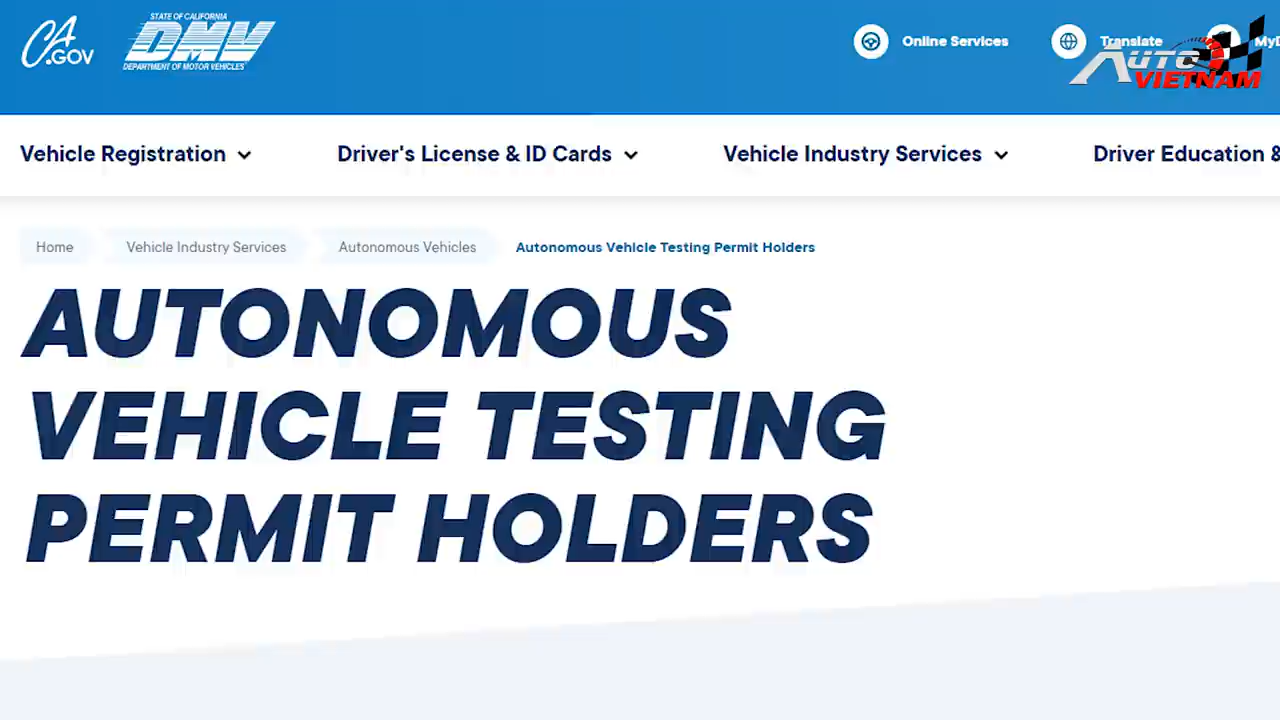 CA.GOV
STATE OF CALIFORNIA
DMV
DEPARTMENT OF MOTOR VEHICLES
Online Services
Translate
AUTO
VIETNAM
Vehicle Registration
Driver's License & ID Cards
Vehicle Industry Services
Driver Education &
Home
Vehicle Industry Services
Autonomous Vehicles
Autonomous Vehicle Testing Permit Holders
AUTONOMOUS
VEHICLE TESTING
PERMIT HOLDERS